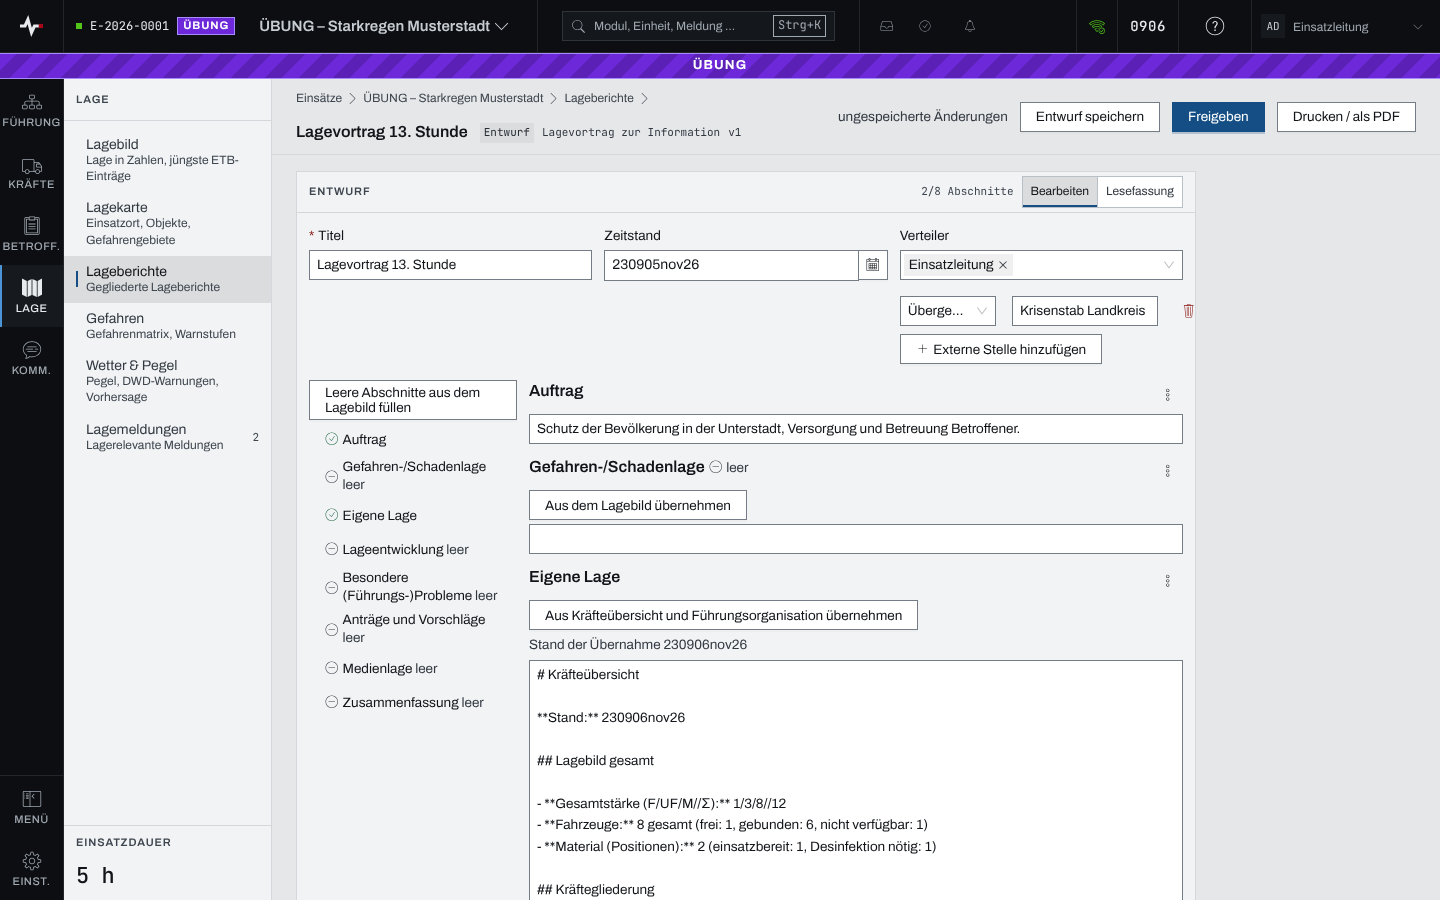 E-2026-0001 ÜBUNG ÜBUNG – Starkregen Musterstadt
Modul, Einheit, Meldung ... Strg+K
0906
AD Einsatzleitung
ÜBUNG
FÜHRUNG
KRÄFTE
BETROFF.
LAGE
KOMM.
MENÜ
EINST.
LAGE
Lagebild
Lage in Zahlen, jüngste ETB-
Einträge
Lagekarte
Einsatzort, Objekte,
Gefahrengebiete
Lageberichte
Gegliederte Lageberichte
Gefahren
Gefahrenmatrix, Warnstufen
Wetter & Pegel
Pegel, DWD-Warnungen,
Vorhersage
Lagemeldungen
Lagerelevante Meldungen
2
EINSATZDAUER
5 h
Einsätze > ÜBUNG – Starkregen Musterstadt > Lageberichte >
Lagevortrag 13. Stunde Entwurf Lagevortrag zur Information v1
ungespeicherte Änderungen Entwurf speichern Freigeben Drucken / als PDF
ENTWURF
2/8 Abschnitte Bearbeiten Lesefassung
* Titel
Lagevortrag 13. Stunde
Zeitstand
230905nov26
Verteiler
Einsatzleitung ×
Überge... Krisenstab Landkreis
+ Externe Stelle hinzufügen
Leere Abschnitte aus dem
Lagebild füllen
Auftrag
Gefahren-/Schadenlage
leer
Eigene Lage
Lageentwicklung leer
Besondere
(Führungs-)Probleme leer
Anträge und Vorschläge
leer
Medienlage leer
Zusammenfassung leer
Auftrag
Schutz der Bevölkerung in der Unterstadt, Versorgung und Betreuung Betroffener.
Gefahren-/Schadenlage leer
Aus dem Lagebild übernehmen
Eigene Lage
Aus Kräfteübersicht und Führungsorganisation übernehmen
Stand der Übernahme 230906nov26
# Kräfteübersicht
**Stand:** 230906nov26
## Lagebild gesamt
- **Gesamtstärke (F/UF/M//Σ):** 1/3/8//12
- **Fahrzeuge:** 8 gesamt (frei: 1, gebunden: 6, nicht verfügbar: 1)
- **Material (Positionen):** 2 (einsatzbereit: 1, Desinfektion nötig: 1)
## Kräftegliederung